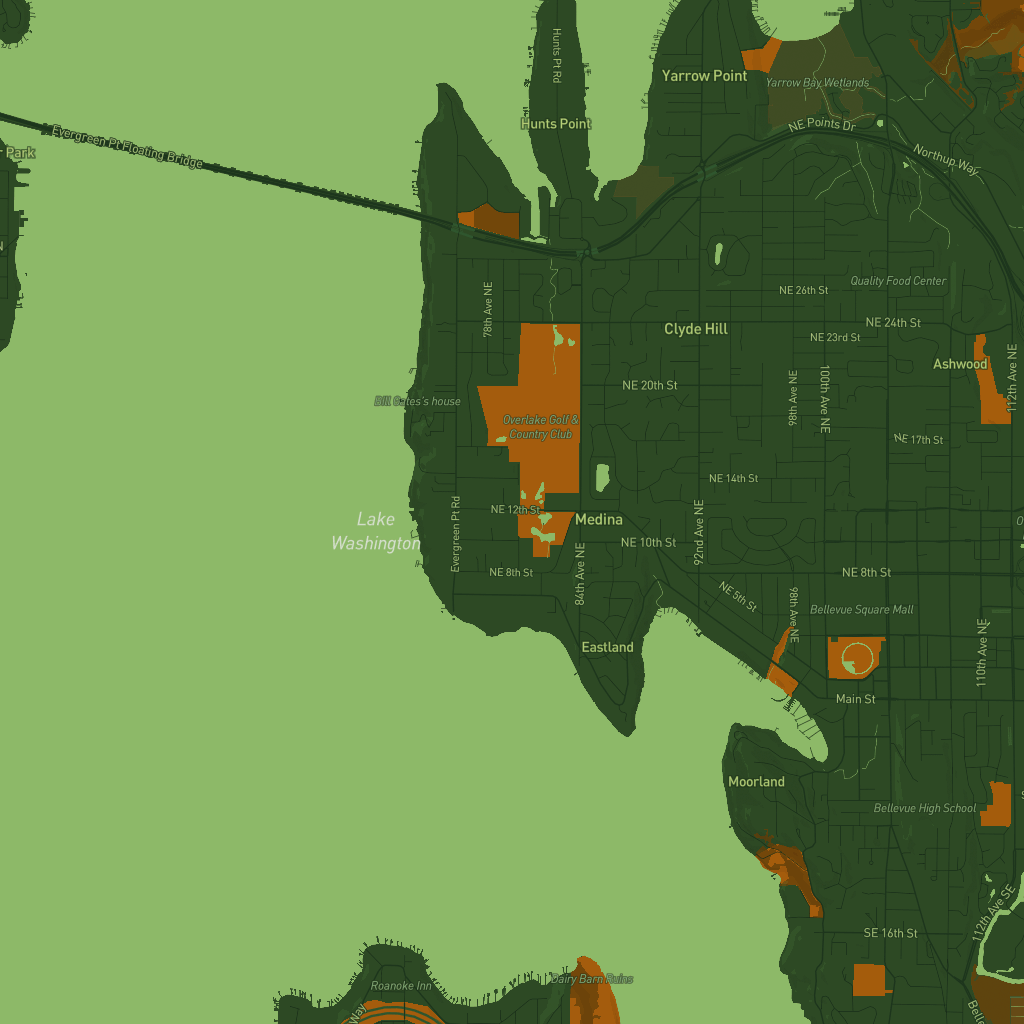 Hunts Pt Rd
Yarrow Point
Yarrow Bay Wetlands
Hunts Point
NE Points Dr
Evergreen Pt Floating Bridge
Park
Northup Way
Quality Food Center
NE 26th St
78th Ave NE
NE 24th St
Clyde Hill
NE 23rd St
Ashwood
112th Ave NE
NE 20th St
98th Ave NE
100th Ave NE
Bill Gates's house
Overlake Golf &
Country Club
NE 17th St
NE 14th St
NE 12th St
Medina
Lake
Washington
Evergreen Pt Rd
92nd Ave NE
NE 10th St
84th Ave NE
NE 8th St
NE 8th St
NE 5th St
98th Ave NE
Bellevue Square Mall
Eastland
110th Ave NE
Main St
Moorland
Bellevue High School
112th Ave SE
SE 16th St
Roanoke Inn
Dairy Barn Ruins
Way
Belle